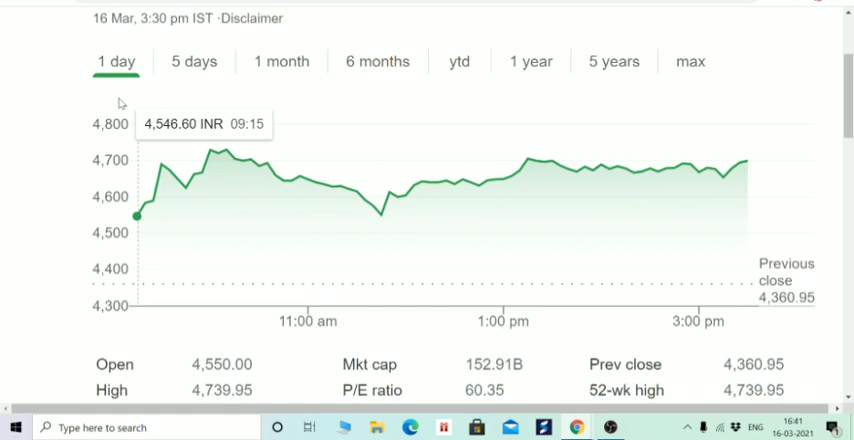 16 Mar, 3:30 pm IST ·Disclaimer
1 day 5 days 1 month 6 months ytd 1 year 5 years max
4,546.60 INR 09:15
4,800
4,700
4,600
4,500
4,400
4,300
Previous
close
4,360.95
11:00 am 1:00 pm 3:00 pm
Open 4,550.00 Mkt cap 152.91B Prev close 4,360.95
High 4,739.95 P/E ratio 60.35 52-wk high 4,739.95
Type here to search
ENG
16:41
16-03-2021
1